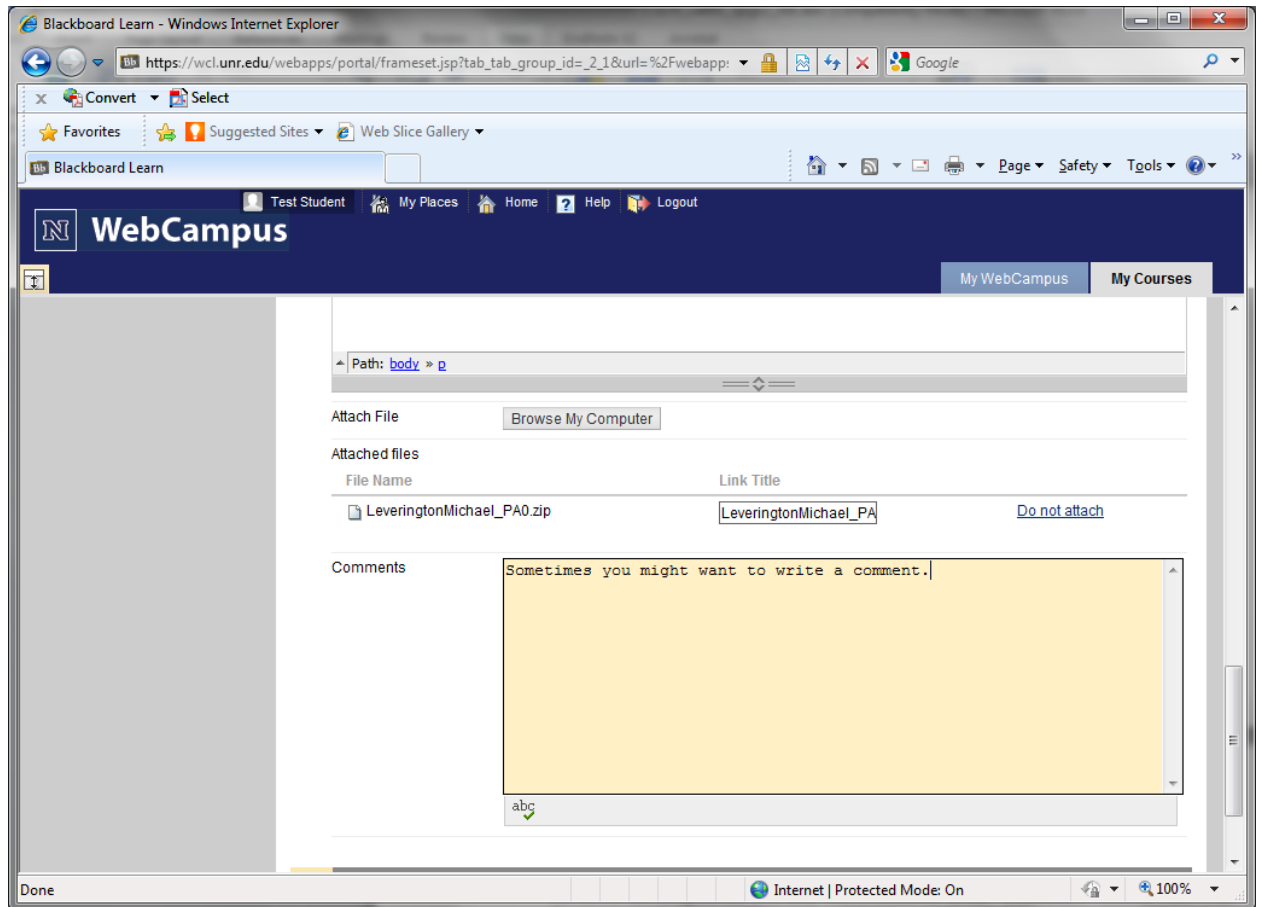 Blackboard Learn - Windows Internet Explorer
https://wcl.unr.edu/webapps/portal/frameset.jsp?tab_tab_group_id=_2_1&url=%2Fwebapp: Google
x Convert Select
Favorites Suggested Sites Web Slice Gallery
Bb Blackboard Learn Page Safety Tools
Test Student My Places Home ? Help Logout
N WebCampus
My WebCampus My Courses
Path: body » p
Attach File Browse My Computer
Attached files
File Name Link Title
LeveringtonMichael_PA0.zip LeveringtonMichael_PA Do not attach
Comments Sometimes you might want to write a comment.
abc
Done Internet | Protected Mode: On 100%